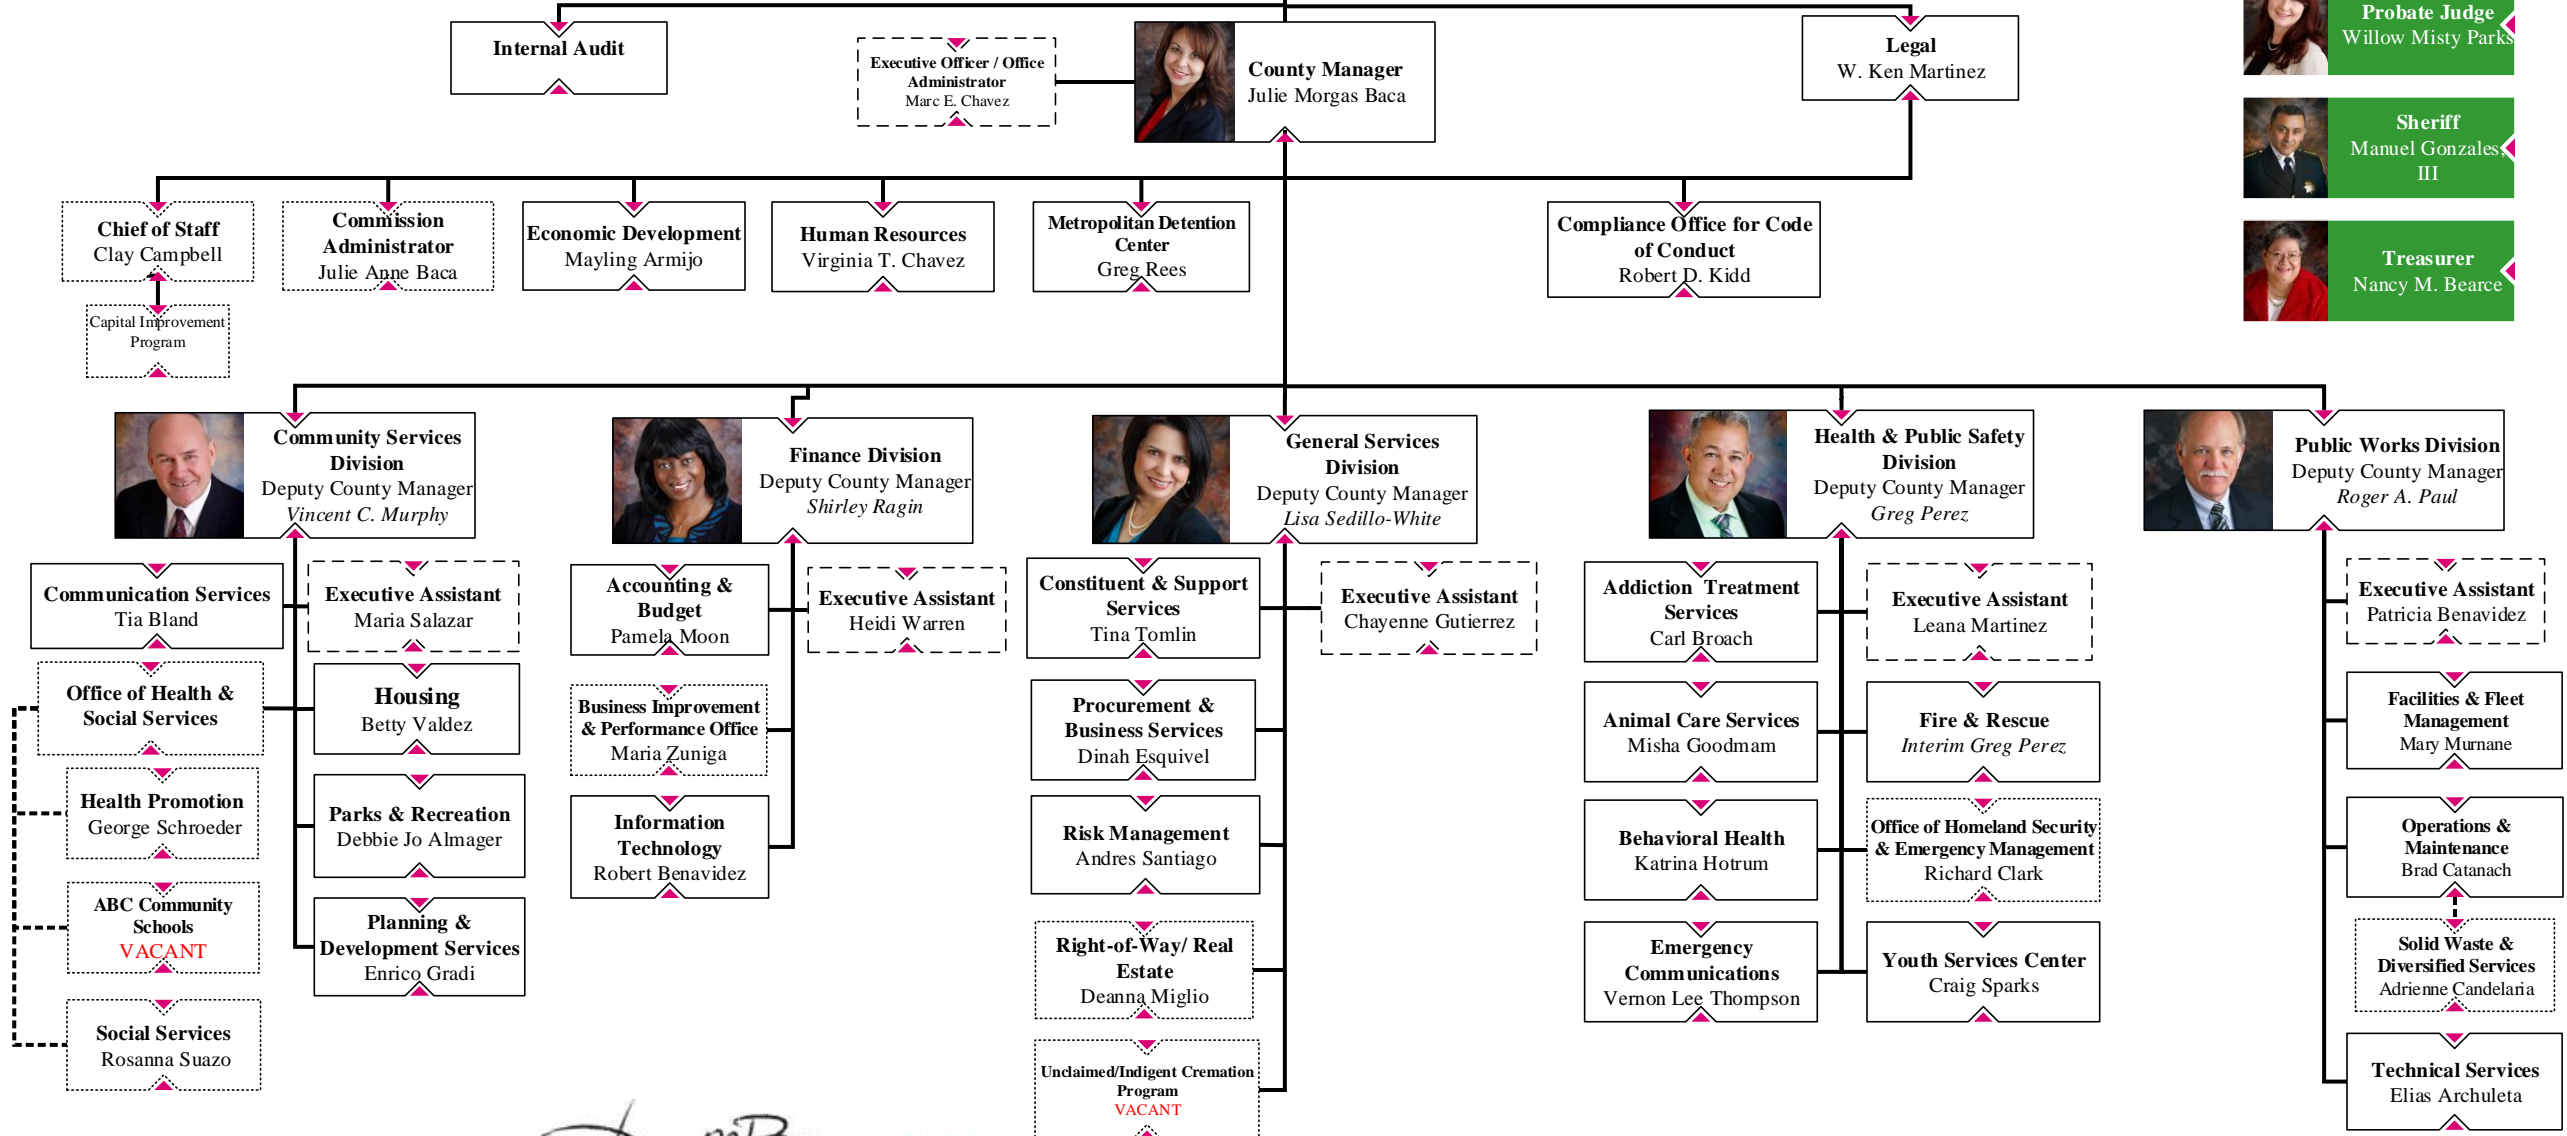 Internal Audit
Executive Officer / Office
Administrator
Marc E. Chavez
County Manager
Julie Morgas Baca
Legal
W. Ken Martinez
Probate Judge
Willow Misty Parks
Sheriff
Manuel Gonzales,
III
Treasurer
Nancy M. Bearce
Chief of Staff
Clay Campbell
Capital Improvement
Program
Commission
Administrator
Julie Anne Baca
Economic Development
Mayling Armijo
Human Resources
Virginia T. Chavez
Metropolitan Detention
Center
Greg Rees
Compliance Office for Code
of Conduct
Robert D. Kidd
Community Services
Division
Deputy County Manager
Vincent C. Murphy
Communication Services
Tia Bland
Executive Assistant
Maria Salazar
Office of Health &
Social Services
Housing
Betty Valdez
Health Promotion
George Schroeder
Parks & Recreation
Debbie Jo Almager
ABC Community
Schools
VACANT
Planning &
Development Services
Enrico Gradi
Social Services
Rosanna Suazo
Finance Division
Deputy County Manager
Shirley Ragin
Accounting &
Budget
Pamela Moon
Executive Assistant
Heidi Warren
Business Improvement
& Performance Office
Maria Zuniga
Information
Technology
Robert Benavidez
General Services
Division
Deputy County Manager
Lisa Sedillo-White
Constituent & Support
Services
Tina Tomlin
Executive Assistant
Chayenne Gutierrez
Procurement &
Business Services
Dinah Esquivel
Risk Management
Andres Santiago
Right-of-Way/ Real
Estate
Deanna Miglio
Unclaimed/Indigent Cremation
Program
VACANT
Health & Public Safety
Division
Deputy County Manager
Greg Perez
Addiction Treatment
Services
Carl Broach
Executive Assistant
Leana Martinez
Animal Care Services
Misha Goodmam
Fire & Rescue
Interim Greg Perez
Behavioral Health
Katrina Hotrum
Office of Homeland Security
& Emergency Management
Richard Clark
Emergency
Communications
Vernon Lee Thompson
Youth Services Center
Craig Sparks
Public Works Division
Deputy County Manager
Roger A. Paul
Executive Assistant
Patricia Benavidez
Facilities & Fleet
Management
Mary Murnane
Operations &
Maintenance
Brad Catanach
Solid Waste &
Diversified Services
Adrienne Candelaria
Technical Services
Elias Archuleta